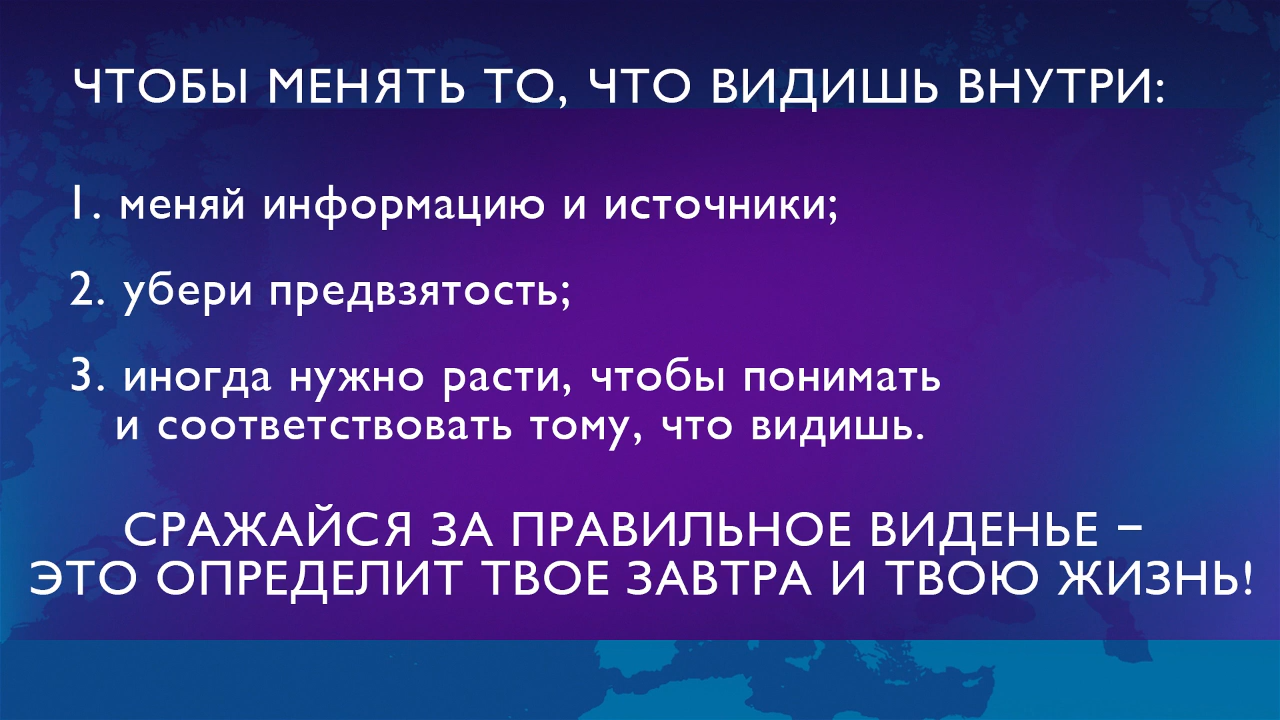 ЧТОБЫ МЕНЯТЬ ТО, ЧТО ВИДИШЬ ВНУТРИ:
1. меняй информацию и источники;
2. убери предвзятость;
3. иногда нужно расти, чтобы понимать
и соответствовать тому, что видишь.
СРАЖАЙСЯ ЗА ПРАВИЛЬНОЕ ВИДЕНЬЕ –
ЭТО ОПРЕДЕЛИТ ТВОЕ ЗАВТРА И ТВОЮ ЖИЗНЬ!